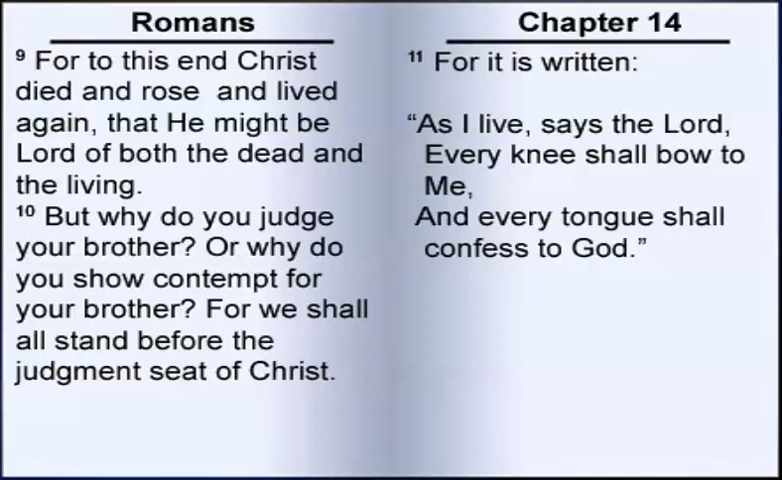 Romans
⁹ For to this end Christ
died and rose and lived
again, that He might be
Lord of both the dead and
the living.
¹⁰ But why do you judge
your brother? Or why do
you show contempt for
your brother? For we shall
all stand before the
judgment seat of Christ.
Chapter 14
¹¹ For it is written:
“As I live, says the Lord,
Every knee shall bow to
Me,
And every tongue shall
confess to God.”